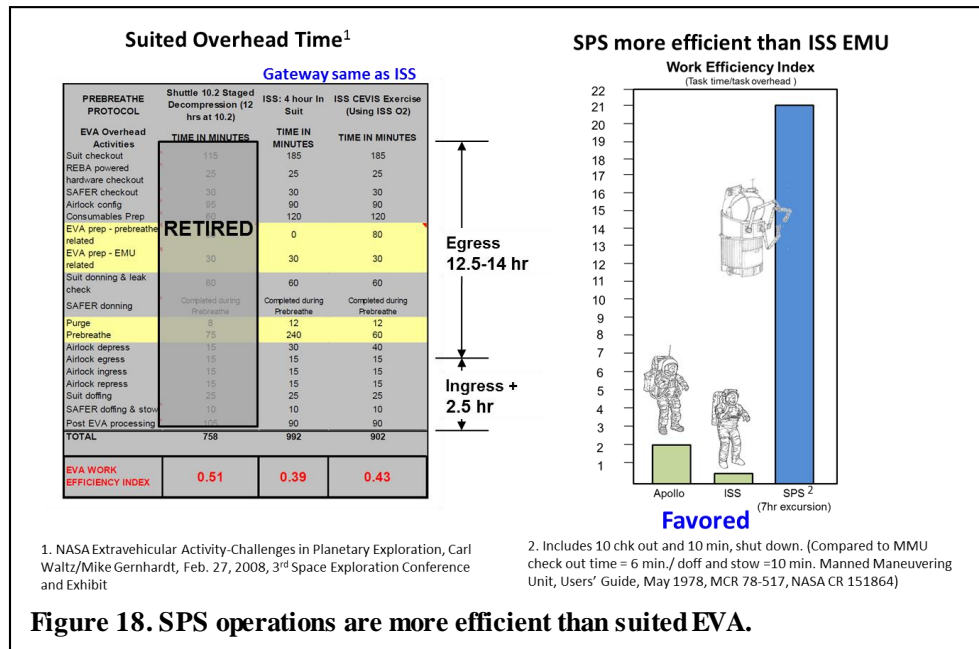 Suited Overhead Time1
Gateway same as ISS
PREBREATHE PROTOCOL
Shuttle 10.2 Staged Decompression (12 hrs at 10.2)
ISS: 4 hour In Suit
ISS CEVIS Exercise (Using ISS O2)
EVA Overhead Activities
TIME IN MINUTES
TIME IN MINUTES
TIME IN MINUTES
Suit checkout 115 185 185
REBA powered hardware checkout 25 25 25
SAFER checkout 30 30 30
Airlock config 95 90 90
Consumables Prep 60 120 120
EVA prep - prebreathe related 0 80
RETIRED
EVA prep - EMU related 30 30 30
Suit donning & leak check 60 60 60
SAFER donning Completed during Prebreathe Completed during Prebreathe Completed during Prebreathe
Purge 8 12 12
Prebreathe 75 240 60
Airlock depress 15 30 40
Airlock egress 15 15 15
Airlock ingress 15 15 15
Airlock repress 15 15 15
Suit doffing 25 25 25
SAFER doffing & stow 10 10 10
Post EVA processing 105 90 90
TOTAL 758 992 902
EVA WORK EFFICIENCY INDEX 0.51 0.39 0.43
Egress
12.5-14 hr
Ingress +
2.5 hr
1. NASA Extravehicular Activity-Challenges in Planetary Exploration, Carl
Waltz/Mike Gernhardt, Feb. 27, 2008, 3rd Space Exploration Conference
and Exhibit
SPS more efficient than ISS EMU
Work Efficiency Index
(Task time/task overhead )
22
21
20
19
18
17
16
15
14
13
12
11
10
9
8
7
6
5
4
3
2
1
Apollo ISS SPS 2
(7hr excursion)
Favored
2. Includes 10 chk out and 10 min, shut down. (Compared to MMU
check out time = 6 min./ doff and stow =10 min. Manned Maneuvering
Unit, Users' Guide, May 1978, MCR 78-517, NASA CR 151864)
Figure 18. SPS operations are more efficient than suited EVA.